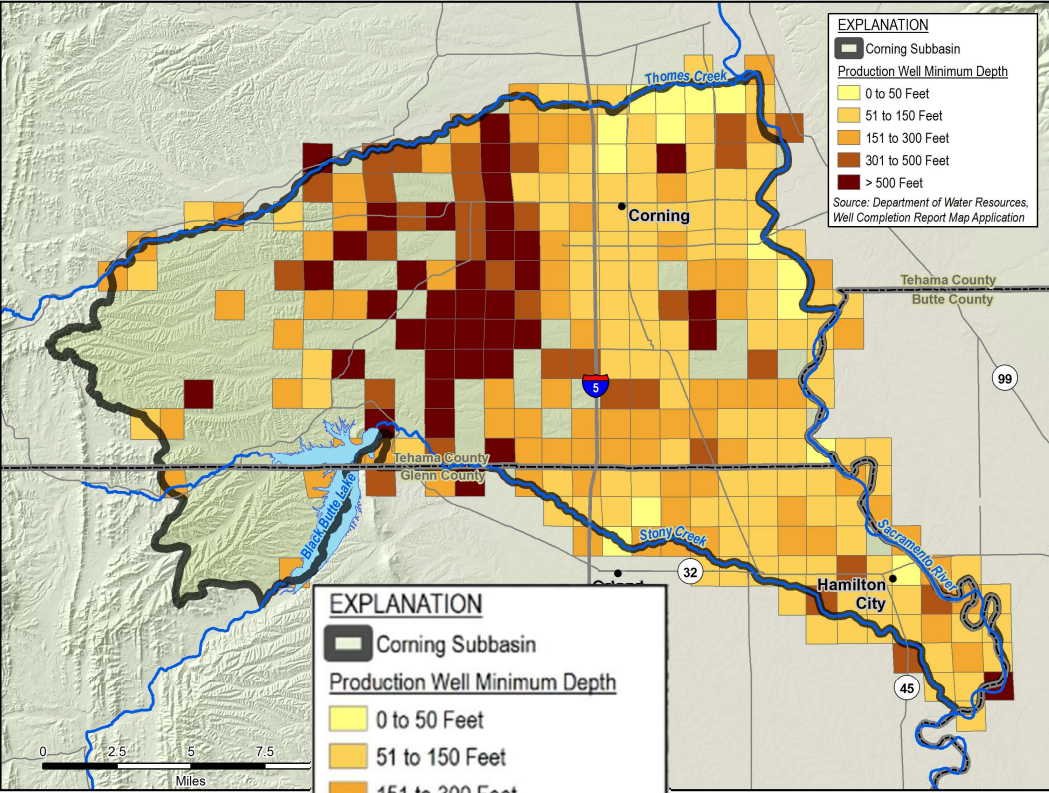 EXPLANATION
Corning Subbasin
Production Well Minimum Depth
0 to 50 Feet
51 to 150 Feet
151 to 300 Feet
301 to 500 Feet
> 500 Feet
Source: Department of Water Resources,
Well Completion Report Map Application
Thomes Creek
Corning
Tehama County
Butte County
99
5
Tehama County
Glenn County
Black Butte Lake
Stony Creek
Sacramento River
32
Hamilton
City
45
EXPLANATION
Corning Subbasin
Production Well Minimum Depth
0 to 50 Feet
51 to 150 Feet
151 to 300 Feet
0 2.5 5 7.5
Miles